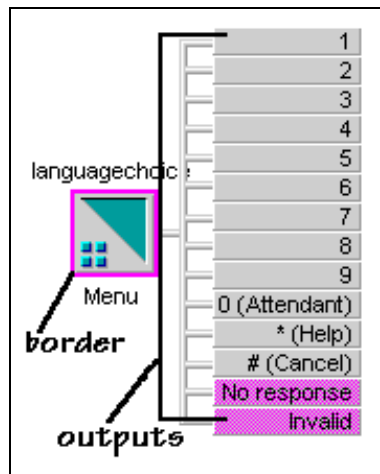 1
2
3
4
5
languagechoice
6
7
8
9
Menu
0 (Attendant)
border
* (Help)
# (Cancel)
No response
Invalid
outputs